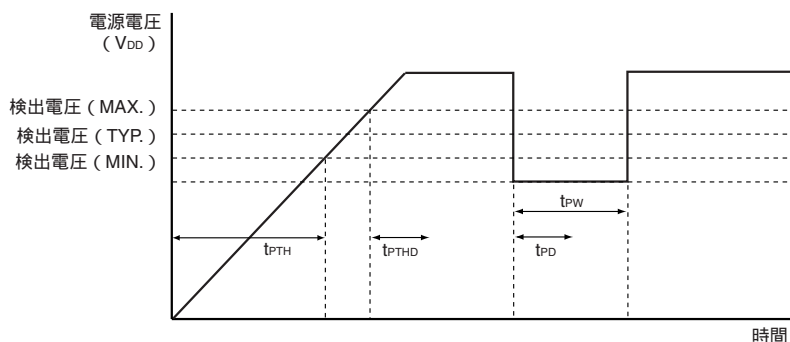 電源電圧
（VDD）
検出電圧（MAX.）
検出電圧（TYP.）
検出電圧（MIN.）
tPW
tPTH
tPTHD
tPD
時間